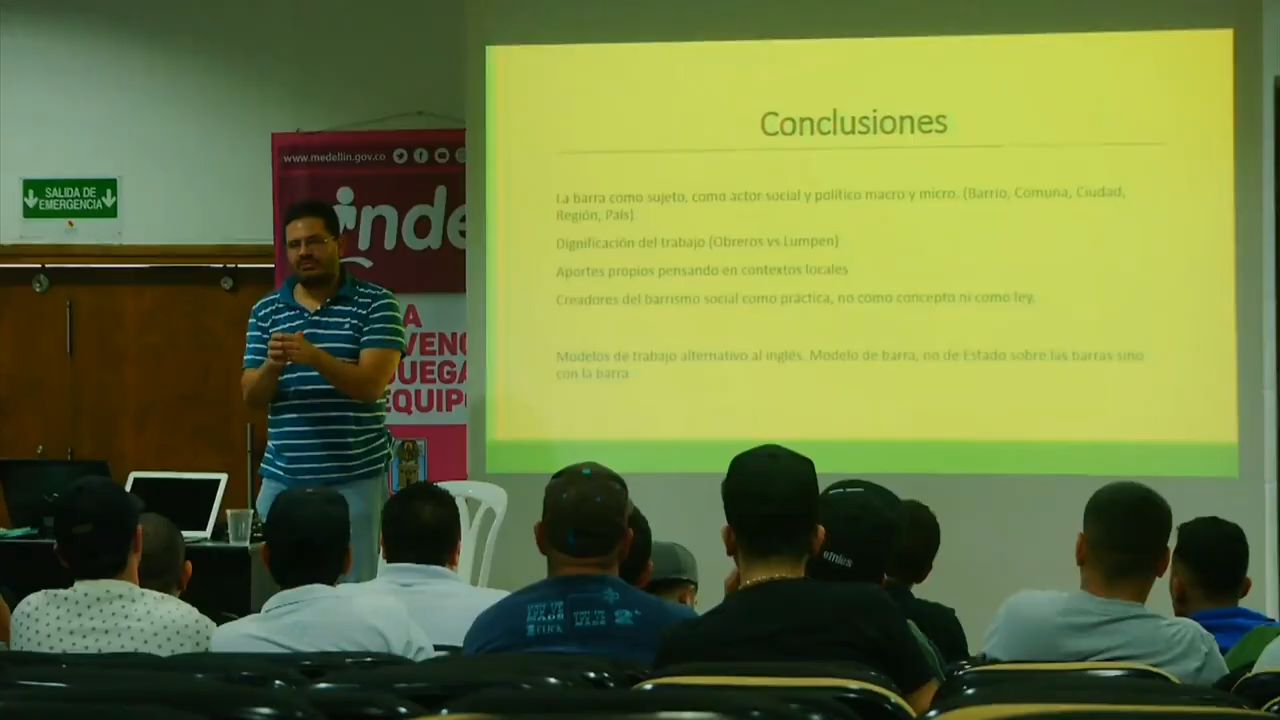 SALIDA DE
EMERGENCIA
www.medellin.gov.co
inde
A
VENC
JUEGA
EQUIPO
Conclusiones
La barra como sujeto, como actor social y político macro y micro. (Barrio, Comuna, Ciudad,
Región, País)
Dignificación del trabajo (Obreros vs Lumpen)
Aportes propios pensando en contextos locales
Creadores del barrismo social como práctica, no como concepto ni como ley.
Modelos de trabajo alternativo al inglés. Modelo de barra, no de Estado sobre las barras sino
con la barra
etnies